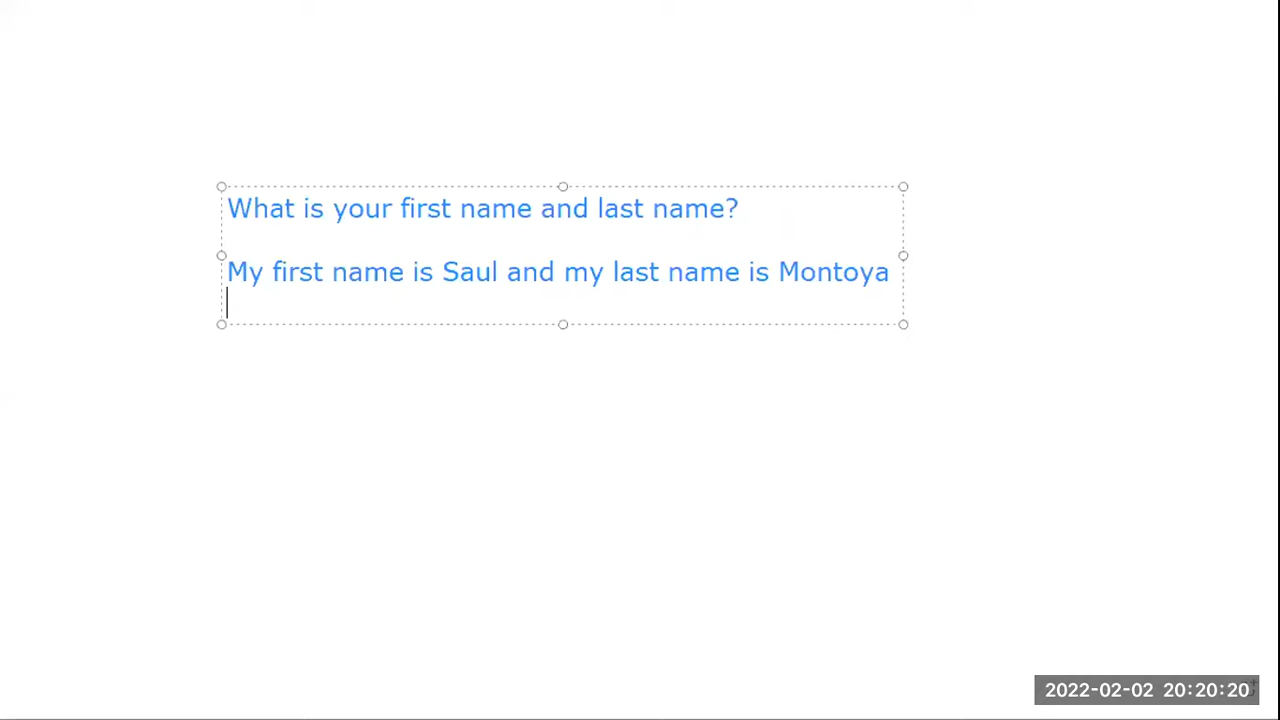 What is your first name and last name?
My first name is Saul and my last name is Montoya
2022-02-02 20:20:20